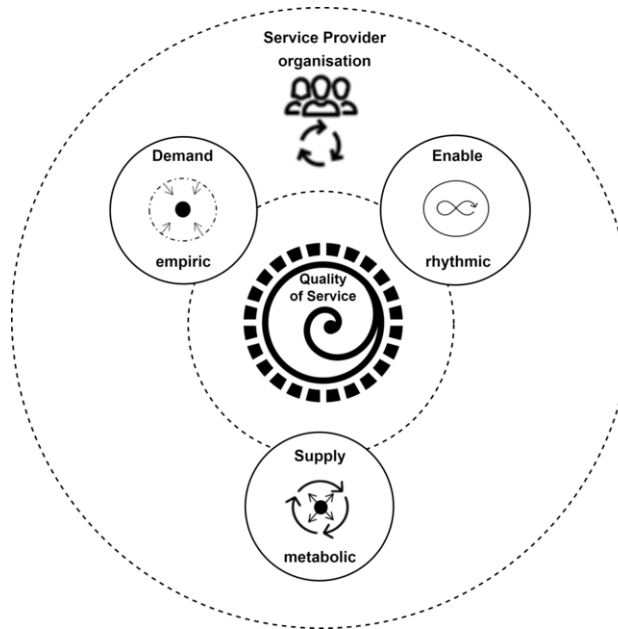 Service Provider
organisation
Demand
empiric
Enable
rhythmic
Quality
of Service
Supply
metabolic